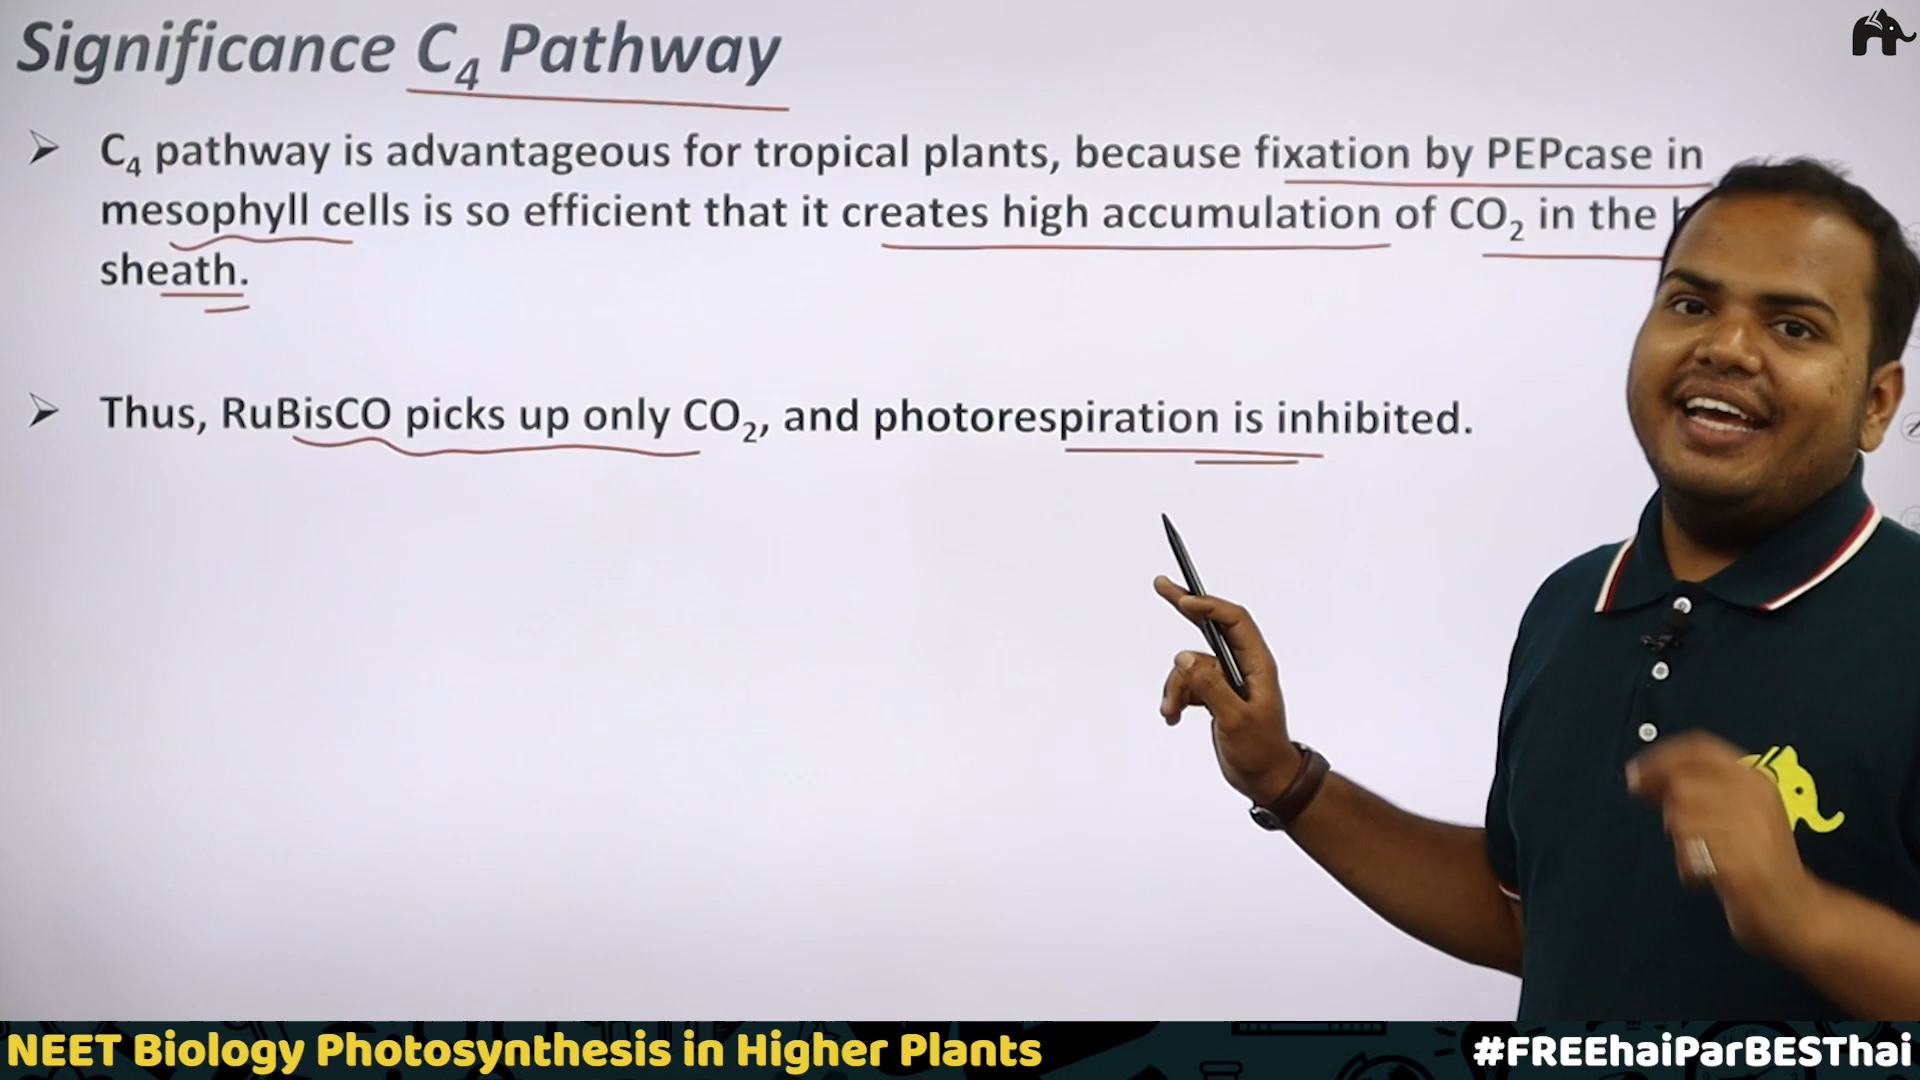 Significance C₄ Pathway
➢ C₄ pathway is advantageous for tropical plants, because fixation by PEPcase in
mesophyll cells is so efficient that it creates high accumulation of CO₂ in the
sheath.
➢ Thus, RuBisCO picks up only CO₂, and photorespiration is inhibited.
NEET Biology Photosynthesis in Higher Plants
#FREEhaiParBESThai